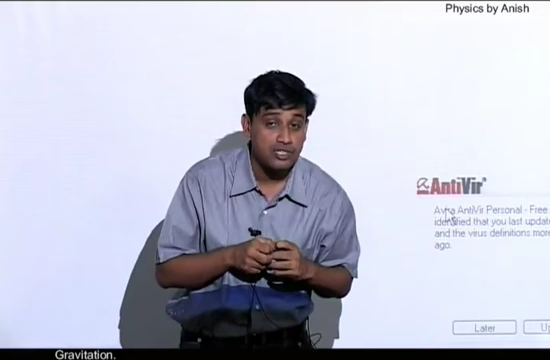 Physics by Anish
AntiVir
Avira AntiVir Personal - Free
identified that you last update
and the virus definitions more
ago.
Later
Up
Gravitation.